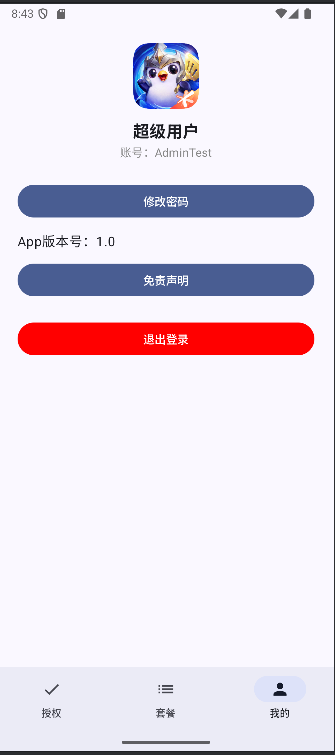 8:43
超级用户
账号：AdminTest
修改密码
App版本号：1.0
免责声明
退出登录
授权
套餐
我的